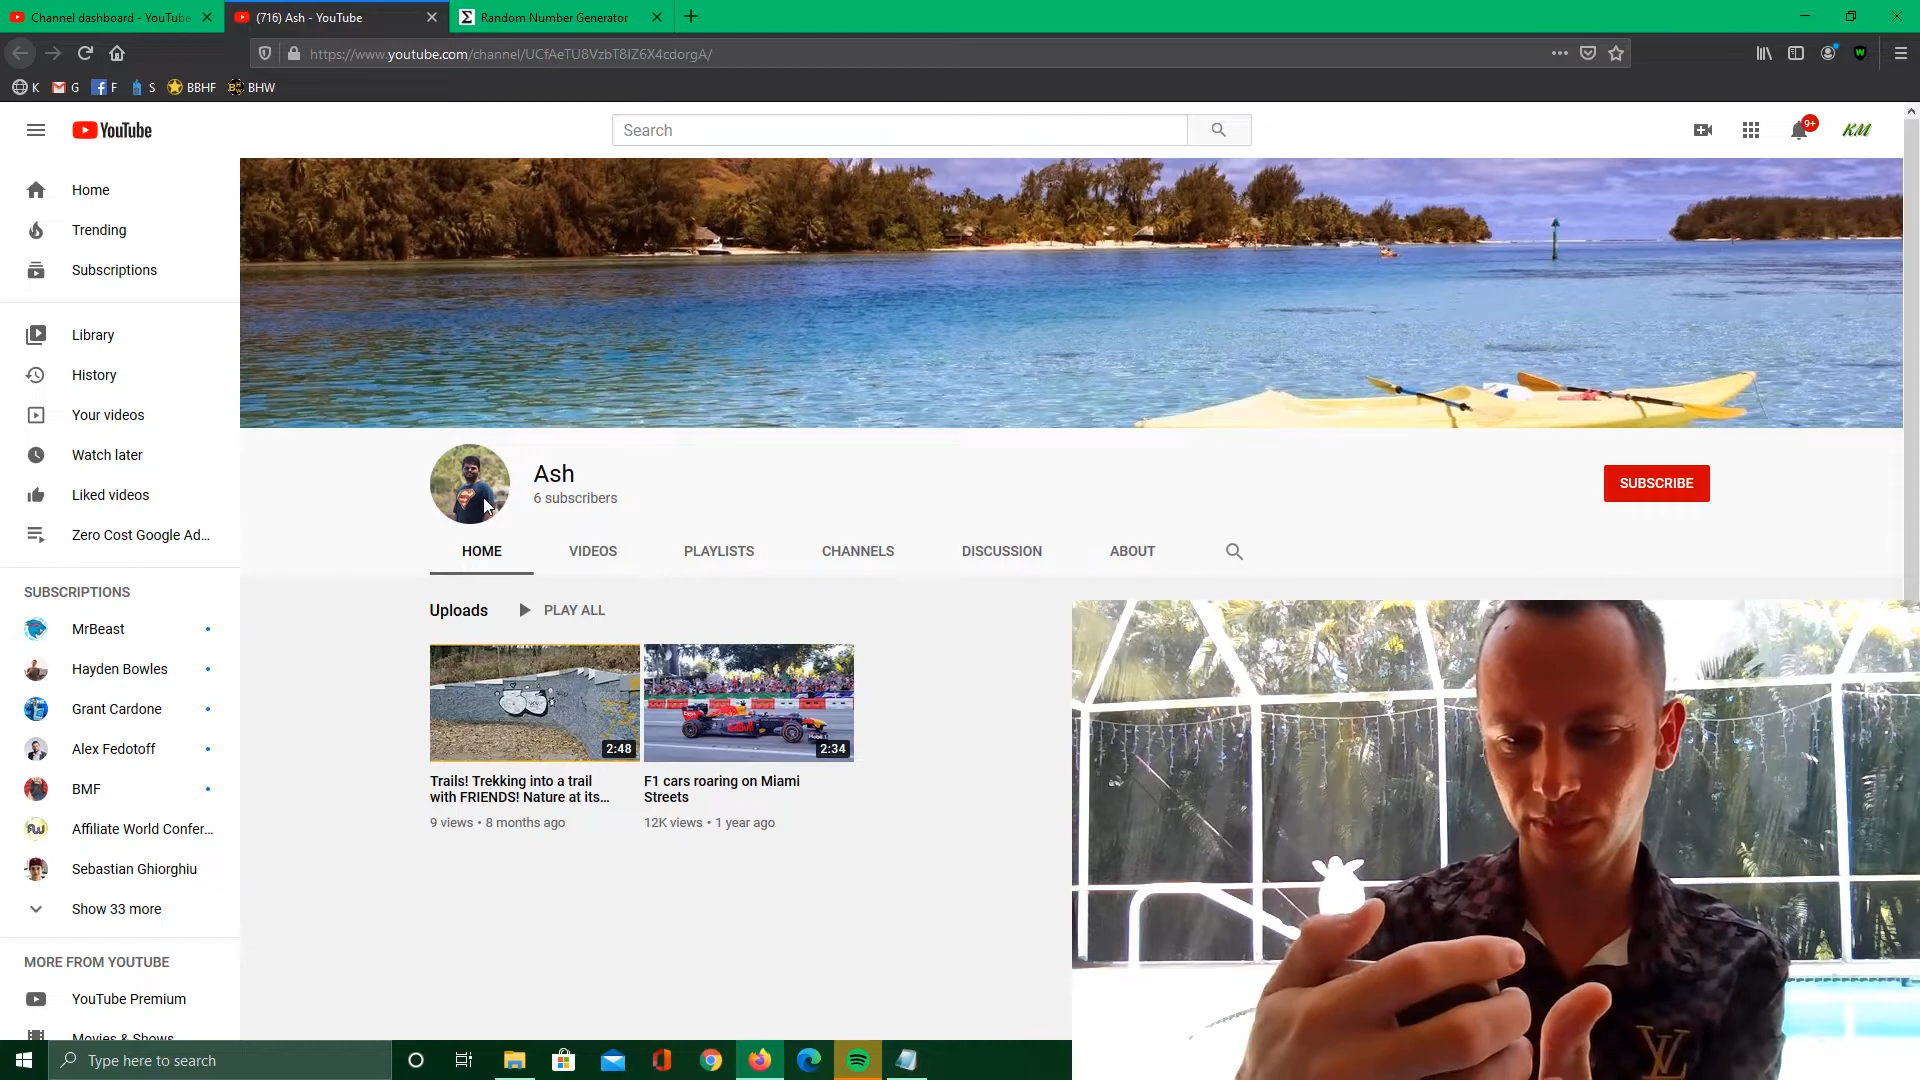 Channel dashboard - YouTube
(716) Ash - YouTube
Random Number Generator
https://www.youtube.com/channel/UCfAeTU8VzbT8IZ6X4cdorgA/
K G F S BBHF BHW
YouTube
Search
9+
KM
Home
Trending
Subscriptions
Library
History
Your videos
Watch later
Liked videos
Zero Cost Google Ad...
SUBSCRIPTIONS
MrBeast
Hayden Bowles
Grant Cardone
Alex Fedotoff
BMF
Affiliate World Confer...
Sebastian Ghiorghiu
Show 33 more
MORE FROM YOUTUBE
YouTube Premium
Movies & Shows
Ash
6 subscribers
SUBSCRIBE
HOME VIDEOS PLAYLISTS CHANNELS DISCUSSION ABOUT
Uploads PLAY ALL
2:48
2:34
Trails! Trekking into a trail
with FRIENDS! Nature at its...
9 views • 8 months ago
F1 cars roaring on Miami
Streets
12K views • 1 year ago
LV
Type here to search